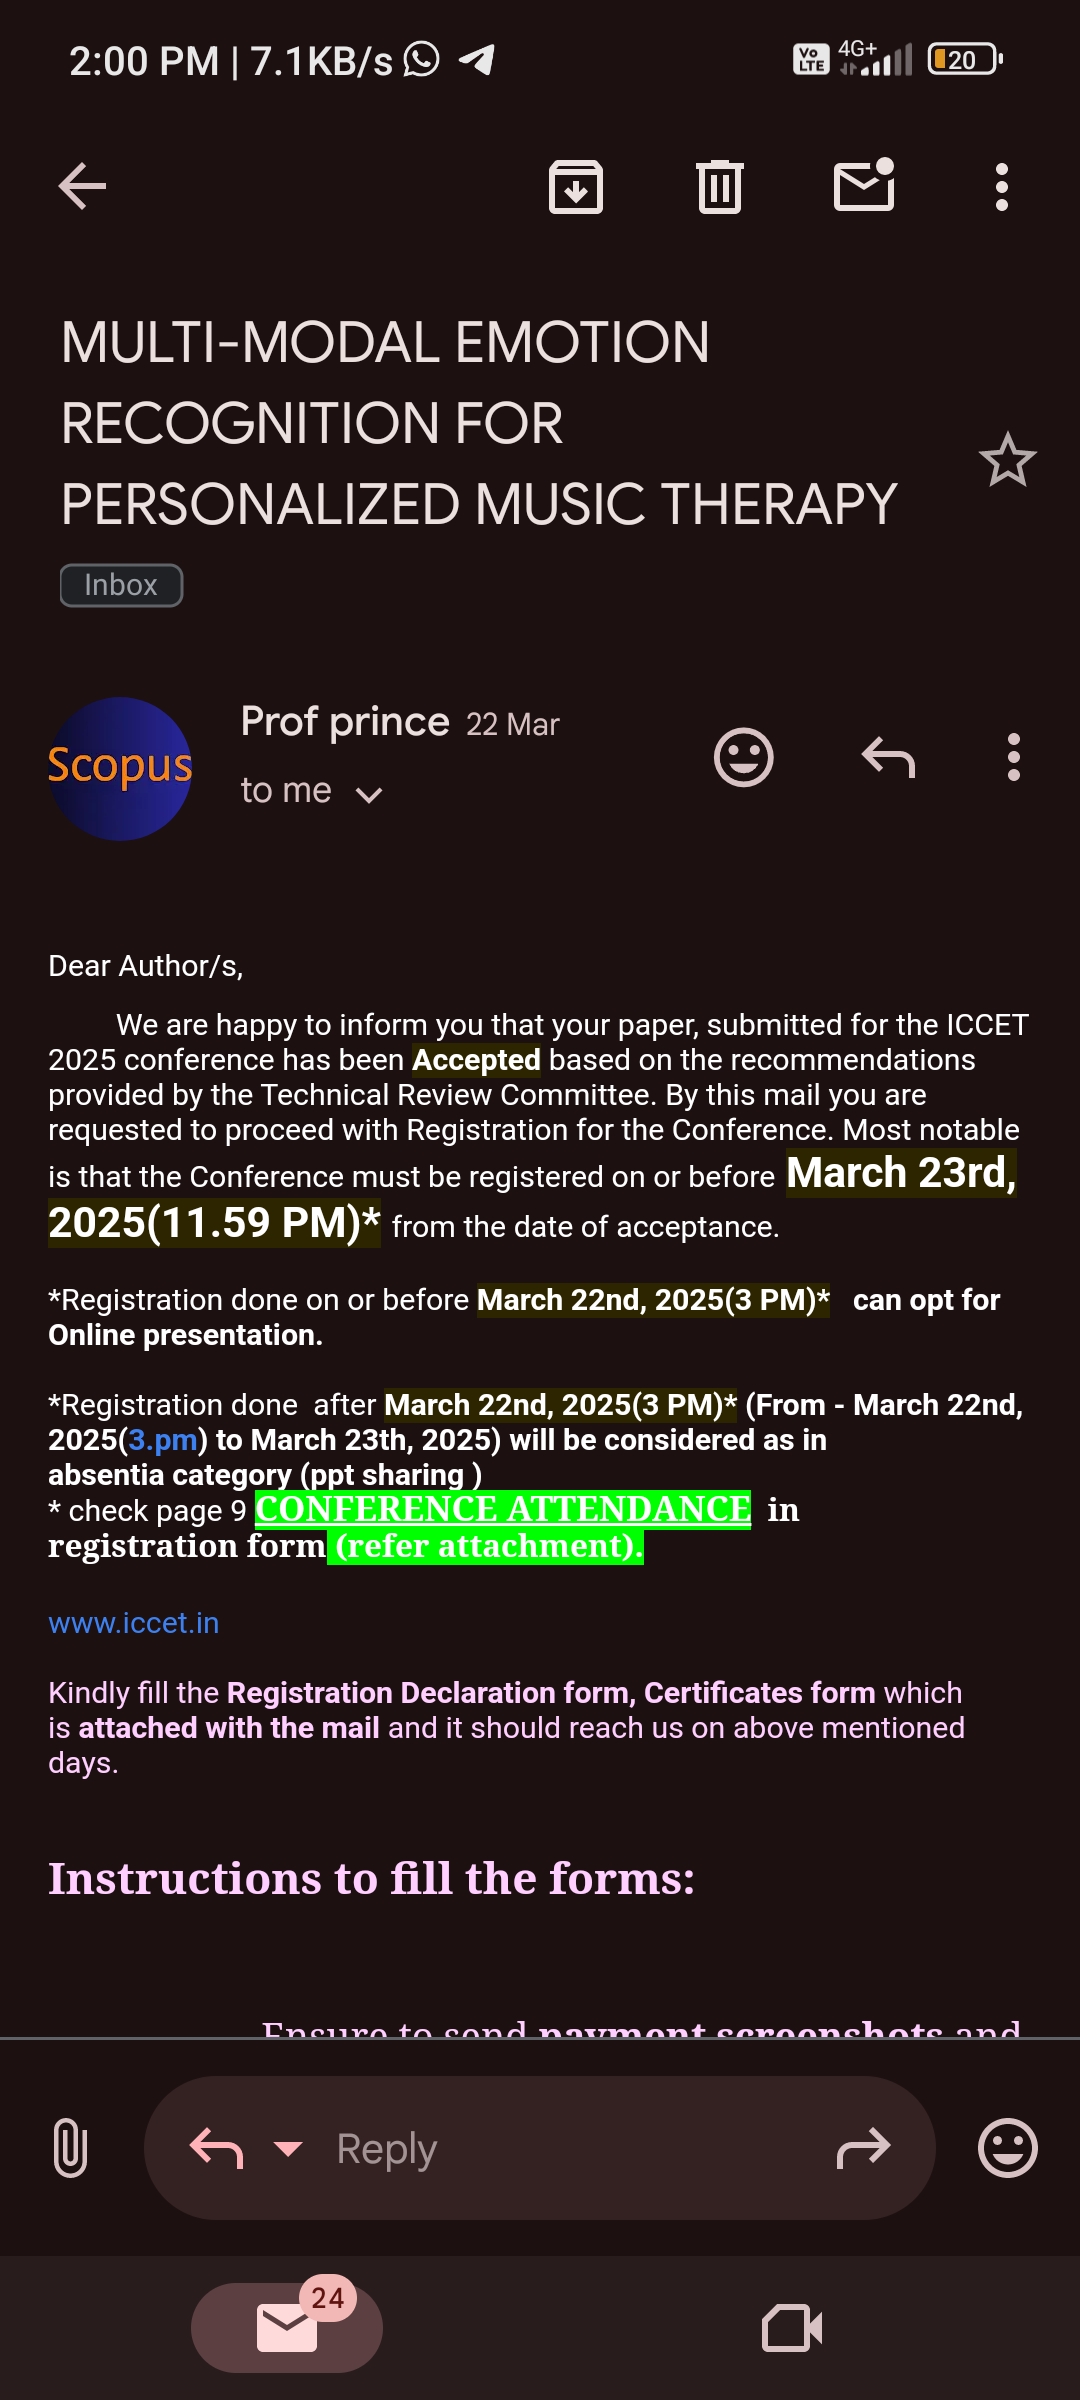 2:00 PM | 7.1KB/s
Vo LTE 4G+ 20
MULTI-MODAL EMOTION
RECOGNITION FOR
PERSONALIZED MUSIC THERAPY
Inbox
Scopus
Prof prince 22 Mar
to me
Dear Author/s,
We are happy to inform you that your paper, submitted for the ICCET
2025 conference has been Accepted based on the recommendations
provided by the Technical Review Committee. By this mail you are
requested to proceed with Registration for the Conference. Most notable
is that the Conference must be registered on or before March 23rd,
2025(11.59 PM)* from the date of acceptance.
*Registration done on or before March 22nd, 2025(3 PM)* can opt for
Online presentation.
*Registration done after March 22nd, 2025(3 PM)* (From - March 22nd,
2025(3.pm) to March 23th, 2025) will be considered as in
absentia category (ppt sharing )
* check page 9 CONFERENCE ATTENDANCE in
registration form (refer attachment).
www.iccet.in
Kindly fill the Registration Declaration form, Certificates form which
is attached with the mail and it should reach us on above mentioned
days.
Instructions to fill the forms:
Ensure to send payment screenshots and
Reply
24